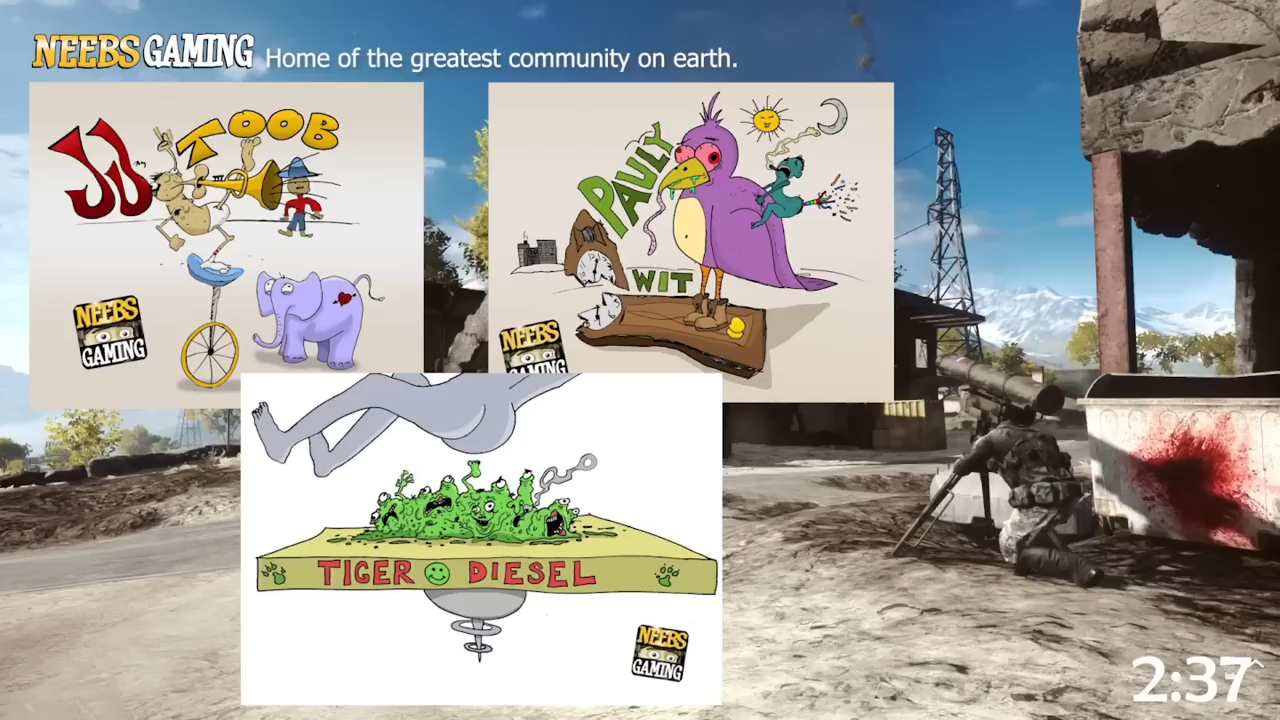 NEEBS GAMING Home of the greatest community on earth.
JJ TOOB
NEEBS
GAMING
PAULY
WIT
NEEBS
GAMING
TIGER DIESEL
NEEBS
GAMING
2:37